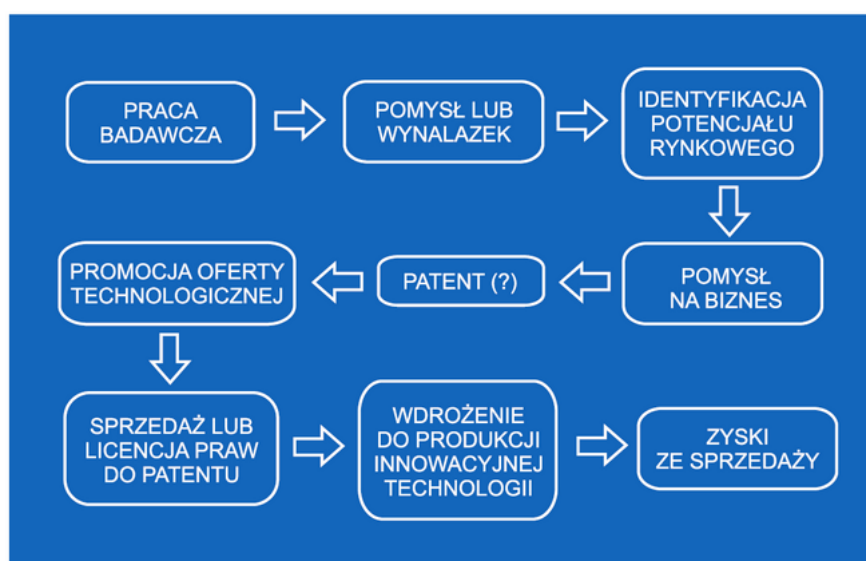 PRACA
BADAWCZA
POMYSŁ LUB
WYNALAZEK
IDENTYFIKACJA
POTENCJAŁU
RYNKOWEGO
POMYSŁ
NA BIZNES
PATENT (?)
PROMOCJA OFERTY
TECHNOLOGICZNEJ
SPRZEDAŻ LUB
LICENCJA PRAW
DO PATENTU
WDROŻENIE
DO PRODUKCJI
INNOWACYJNEJ
TECHNOLOGII
ZYSKI
ZE SPRZEDAŻY